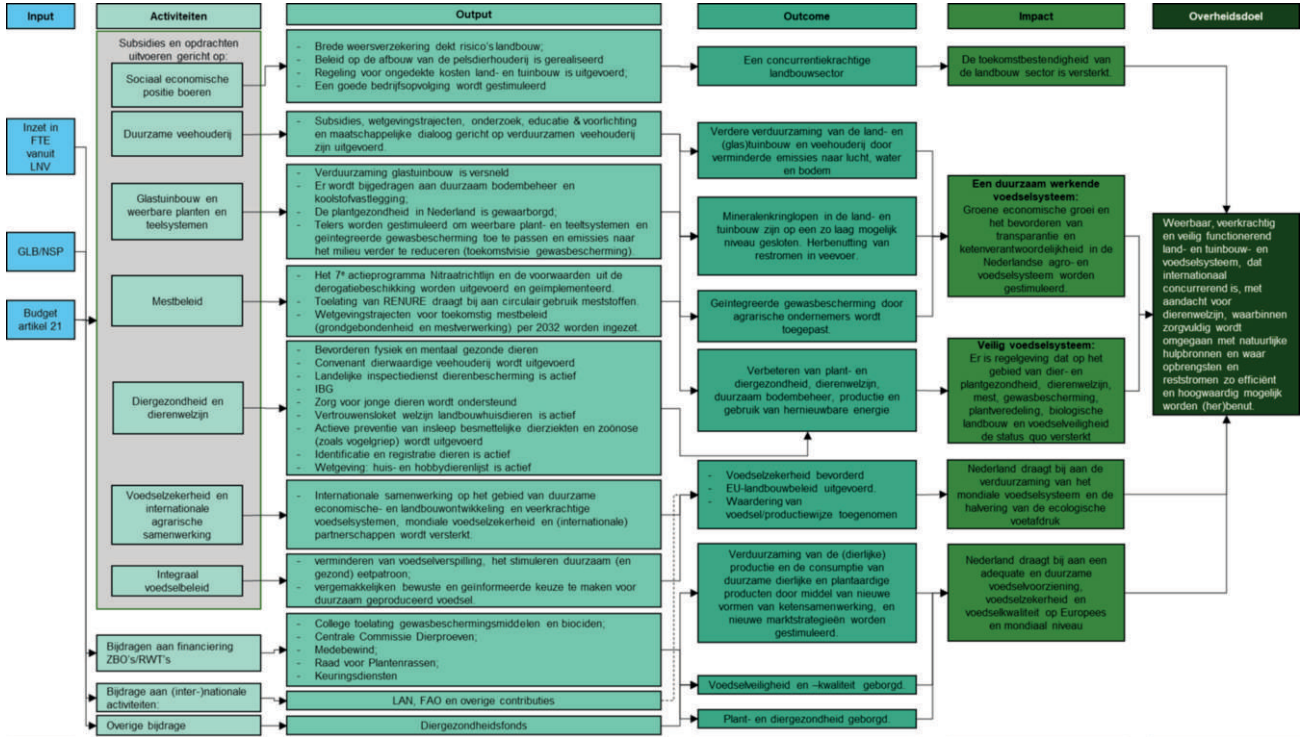 Input
Activiteiten
Output
Outcome
Impact
Overheidsdoel
Inzet in
FTE
vanuit
LNV
GLB/NSP
Budget
artikel 21
Subsidies en opdrachten
uitvoeren gericht op:
Sociaal economische
positie boeren
Duurzame veehouderij
Glastuinbouw en
weerbare planten en
teelsystemen
Mestbeleid
Diergezondheid en
dierenwelzijn
Voedselzekerheid en
internationale
agrarische
samenwerking
Integraal
voedselbeleid
Bijdragen aan financiering
ZBO's/RWT's
Bijdrage aan (inter-)nationale
activiteiten:
Overige bijdrage
- Brede weersverzekering dekt risico's landbouw;
- Beleid op de afbouw van de pelsdierhouderij is gerealiseerd
- Regeling voor ongedekte kosten land- en tuinbouw is uitgevoerd;
- Een goede bedrijfsopvolging wordt gestimuleerd
- Subsidies, wetgevingstrajecten, onderzoek, educatie & voorlichting
en maatschappelijke dialoog gericht op verduurzamen veehouderij
zijn uitgevoerd.
- Verduurzaming glastuinbouw is versneld
- Er wordt bijgedragen aan duurzaam bodembeheer en
koolstofvastlegging;
- De plantgezondheid in Nederland is gewaarborgd;
- Telers worden gestimuleerd om weerbare plant- en teeltsystemen en
geïntegreerde gewasbescherming toe te passen en emissies naar
het milieu verder te reduceren (toekomstvisie gewasbescherming).
- Het 7e actieprogramma Nitraatrichtlijn en de voorwaarden uit de
derogatiebeschikking worden uitgevoerd en geïmplementeerd.
- Toelating van RENURE draagt bij aan circulair gebruik meststoffen.
- Wetgevingstrajecten voor toekomstig mestbeleid
(grondgebondenheid en mestverwerking) per 2032 worden ingezet.
- Bevorderen fysiek en mentaal gezonde dieren
- Convenant dierwaardige veehouderij wordt uitgevoerd
- Landelijke inspectiedienst dierenbescherming is actief
- IBG
- Zorg voor jonge dieren wordt ondersteund
- Vertrouwensloket welzijn landbouwhuisdieren is actief
- Actieve preventie van insleep besmettelijke dierziekten en zoönose
(zoals vogelgriep) wordt uitgevoerd
- Identificatie en registratie dieren is actief
- Wetgeving: huis- en hobbydierenlijst is actief
- Internationale samenwerking op het gebied van duurzame
economische- en landbouwontwikkeling en veerkrachtige
voedselsystemen, mondiale voedselzekerheid en (internationale)
partnerschappen wordt versterkt.
- verminderen van voedselverspilling, het stimuleren duurzaam (en
gezond) eetpatroon;
- vergemakkelijken bewuste en geïnformeerde keuze te maken voor
duurzaam geproduceerd voedsel.
- College toelating gewasbeschermingsmiddelen en biociden;
- Centrale Commissie Dierproeven;
- Medebewind;
- Raad voor Plantenrassen;
- Keuringsdiensten
LAN, FAO en overige contributies
Diergezondheidsfonds
Een concurrentiekrachtige
landbouwsector
Verdere verduurzaming van de land- en
(glas)tuinbouw en veehouderij door
verminderde emissies naar lucht, water
en bodem
Mineralenkringlopen in de land- en
tuinbouw zijn op een zo laag mogelijk
niveau gesloten. Herbenutting van
restromen in veevoer.
Geïntegreerde gewasbescherming door
agrarische ondernemers wordt
toegepast.
Verbeteren van plant- en
diergezondheid, dierenwelzijn,
duurzaam bodembeheer, productie en
gebruik van hernieuwbare energie
- Voedselzekerheid bevorderd
- EU-landbouwbeleid uitgevoerd.
- Waardering van
voedsel/productiewijze toegenomen
Verduurzaming van de (dierlijke)
productie en de consumptie van
duurzame dierlijke en plantaardige
producten door middel van nieuwe
vormen van ketensamenwerking, en
nieuwe marktstrategieën worden
gestimuleerd.
Voedselveiligheid en –kwaliteit geborgd.
Plant- en diergezondheid geborgd.
De toekomstbestendigheid van
de landbouw sector is versterkt.
Een duurzaam werkende
voedselsysteem:
Groene economische groei en
het bevorderen van
transparantie en
ketenverantwoordelijkheid in de
Nederlandse agro- en
voedselsysteem worden
gestimuleerd.
Veilig voedselsysteem:
Er is regelgeving dat op het
gebied van dier- en
plantgezondheid, dierenwelzijn,
mest, gewasbescherming,
plantveredeling, biologische
landbouw en voedselveiligheid
de status quo versterkt
Nederland draagt bij aan de
verduurzaming van het
mondiale voedselsysteem en de
halvering van de ecologische
voetafdruk
Nederland draagt bij aan een
adequate en duurzame
voedselvoorziening,
voedselzekerheid en
voedselkwaliteit op Europees
en mondiaal niveau
Weerbaar, veerkrachtig
en veilig functionerend
land- en tuinbouw- en
voedselsysteem, dat
internationaal
concurrerend is, met
aandacht voor
dierenwelzijn, waarbinnen
zorgvuldig wordt
omgegaan met natuurlijke
hulpbronnen en waar
opbrengsten en
reststromen zo efficiënt
en hoogwaardig mogelijk
worden (her)benut.